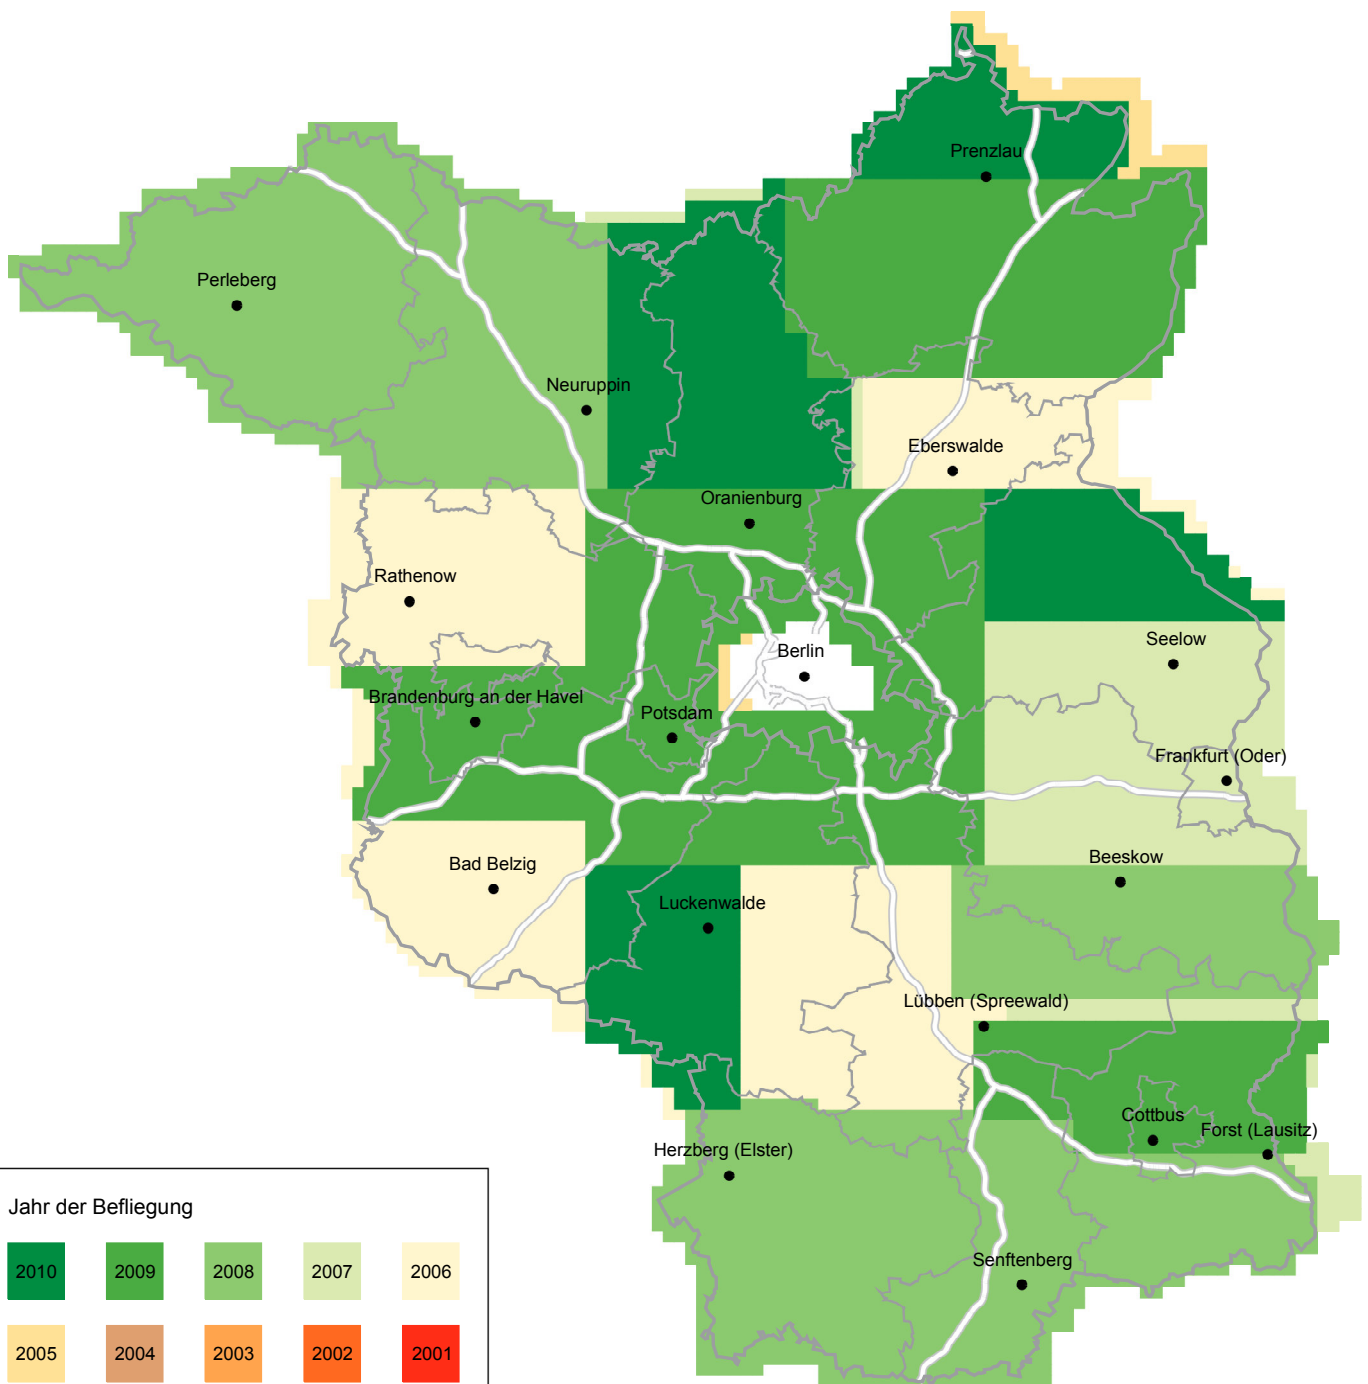 Prenzlau
Perleberg
Neuruppin
Eberswalde
Oranienburg
Rathenow
Seelow
Berlin
Brandenburg an der Havel
Potsdam
Frankfurt (Oder)
Bad Belzig
Beeskow
Luckenwalde
Lübben (Spreewald)
Cottbus
Forst (Lausitz)
Herzberg (Elster)
Senftenberg
Jahr der Befliegung
2010 2009 2008 2007 2006
2005 2004 2003 2002 2001